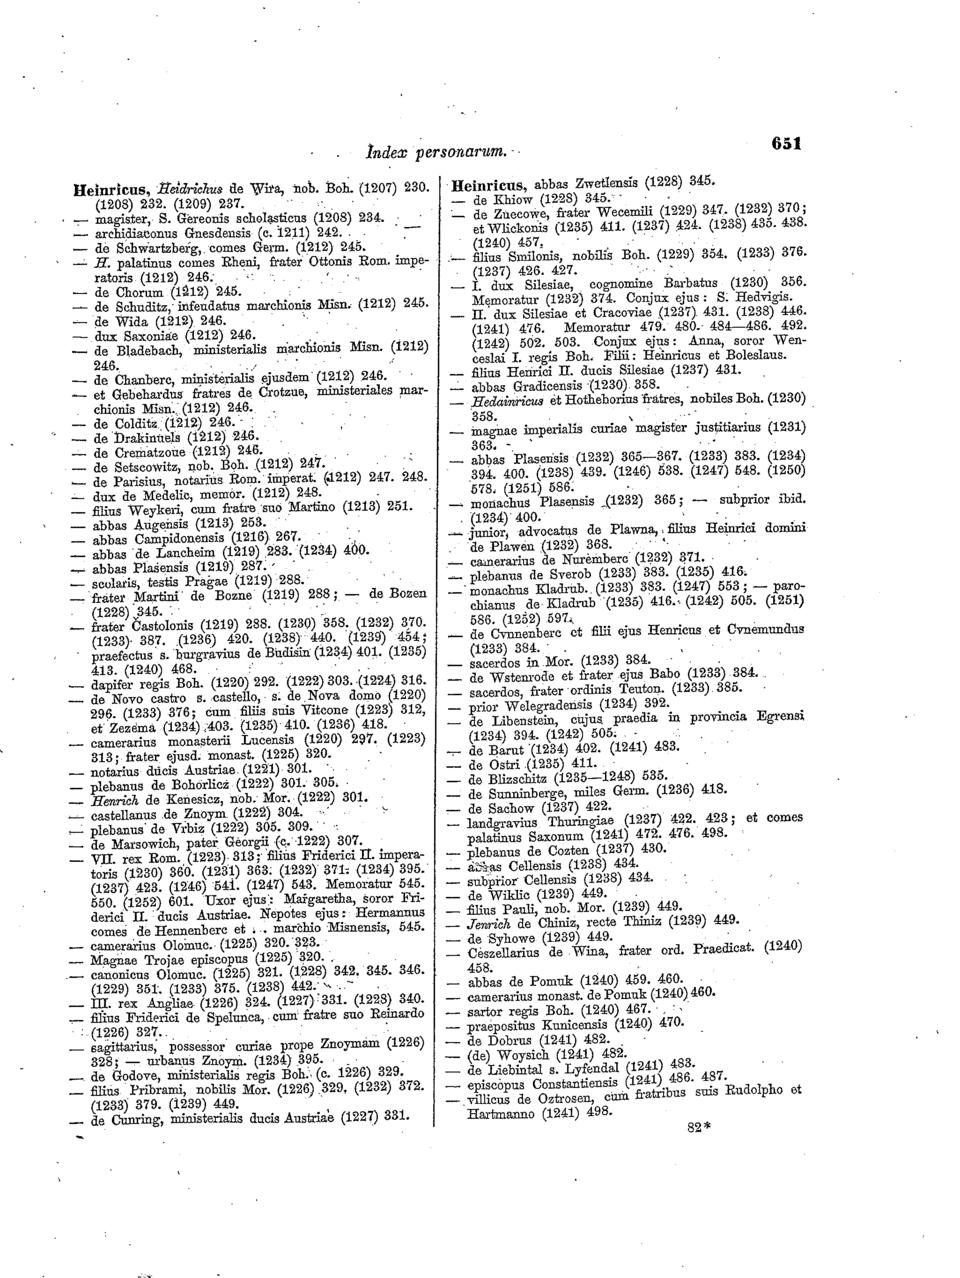 Index personarum.
651
Heinricus, Heidrichus de Wira, nob. Boh. (1207) 230.
(1208) 232. (1209) 237.
— magister, S. Gereonis scholasticus (1208) 234.
— archidiaconus Gnesdensis (c. 1211) 242.
— de Schwartzberg, comes Germ. (1212) 245.
— H. palatinus comes Rheni, frater Ottonis Rom. impe-
ratoris (1212) 246.
— de Chorum (1212) 245.
— de Schuditz, infeudatus marchionis Misn. (1212) 245.
— de Wida (1212) 246.
— dux Saxoniae (1212) 246.
— de Bladebach, ministerialis marchionis Misn. (1212)
246.
— de Chanberc, ministerialis ejusdem (1212) 246.
— et Gebehardus fratres de Crotzue, ministeriales mar-
chionis Misn. (1212) 246.
— de Colditz (1212) 246.
— de Drakinuels (1212) 246.
— de Crematzoue (1212) 246.
— de Setscowitz, nob. Boh. (1212) 247.
— de Parisius, notarius Rom. imperat. (1212) 247. 248.
— dux de Medelic, memor. (1212) 248.
— filius Weykeri, cum fratre suo Martino (1213) 251.
— abbas Augensis (1213) 253.
— abbas Campidonensis (1216) 267.
— abbas de Lancheim (1219) 283. (1234) 400.
— abbas Plasensis (1219) 287.
— scolaris, testis Pragae (1219) 288.
— frater Martini de Bozne (1219) 288; — de Bozen
(1228) 345.
— frater Castolonis (1219) 288. (1230) 358. (1232) 370.
(1233) 387. (1236) 420. (1238) 440. (1239) 454;
praefectus s. burgravius de Budisin (1234) 401. (1235)
413. (1240) 468.
— dapifer regis Boh. (1220) 292. (1222) 303. (1224) 316.
— de Novo castro s. castello, s. de Nova domo (1220)
296. (1233) 376; cum filiis suis Vitcone (1223) 312,
et Zezema (1234) 403. (1235) 410. (1236) 418.
— camerarius monasterii Lucensis (1220) 297. (1223)
313; frater ejusd. monast. (1225) 320.
— notarius ducis Austriae (1221) 301.
— plebanus de Bohorlicz (1222) 301. 305.
— Henrich de Kenesicz, nob. Mor. (1222) 301.
— castellanus de Znoym (1222) 304.
— plebanus de Vrbiz (1222) 305. 309.
— de Marsowich, pater Georgii (c. 1222) 307.
— VII. rex Rom. (1223) 313; filius Friderici II. impera-
toris (1230) 360. (1231) 363. (1232) 371. (1234) 395.
(1237) 423. (1246) 541. (1247) 543. Memoratur 545.
550. (1252) 601. Uxor ejus: Margaretha, soror Fri-
derici II. ducis Austriae. Nepotes ejus: Hermannus
comes de Hennenberc et . . marchio Misnensis, 545.
— camerarius Olomuc. (1225) 320. 323.
— Magnae Trojae episcopus (1225) 320.
— canonicus Olomuc. (1225) 321. (1228) 342. 345. 346.
(1229) 351. (1233) 375. (1238) 442.
— III. rex Angliae (1226) 324. (1227) 331. (1228) 340.
— filius Friderici de Spelunca, cum fratre suo Reinardo
(1226) 327.
— sagittarius, possessor curiae prope Znoymam (1226)
328; — urbanus Znoym. (1234) 395.
— de Godove, ministerialis regis Boh. (c. 1226) 329.
— filius Pribrami, nobilis Mor. (1226) 329. (1232) 372.
(1233) 379. (1239) 449.
— de Cunring, ministerialis ducis Austriae (1227) 331.
Heinricus, abbas Zwetlensis (1228) 345.
— de Khiow (1228) 345.
— de Zuecowe, frater Wecemili (1229) 347. (1232) 370;
et Wlickonis (1235) 411. (1237) 424. (1238) 435. 438.
(1240) 457.
— filius Smilonis, nobilis Boh. (1229) 354. (1233) 376.
(1237) 426. 427.
— I. dux Silesiae, cognomine Barbatus (1230) 356.
Memoratur (1232) 374. Conjux ejus: S. Hedvigis.
— II. dux Silesiae et Cracoviae (1237) 431. (1238) 446.
(1241) 476. Memoratur 479. 480. 484—486. 492.
(1242) 502. 503. Conjux ejus: Anna, soror Wen-
ceslai I. regis Boh. Filii: Heinricus et Boleslaus.
— filius Henrici II. ducis Silesiae (1237) 431.
— abbas Gradicensis (1230) 358.
— Hedainricus et Hotheborius fratres, nobiles Boh. (1230)
358.
— magnae imperialis curiae magister justitiarius (1231)
363.
— abbas Plasensis (1232) 365—367. (1233) 383. (1234)
394. 400. (1238) 439. (1246) 538. (1247) 548. (1250)
578. (1251) 586.
— monachus Plasensis (1232) 365; — subprior ibid.
(1234) 400.
— junior, advocatus de Plawna, filius Heinrici domini
de Plawen (1232) 368.
— camerarius de Nuremberc (1232) 371.
— plebanus de Sverob (1233) 383. (1235) 416.
— monachus Kladrub. (1233) 383. (1247) 553; — paro-
chianus de Kladrub (1235) 416. (1242) 505. (1251)
586. (1252) 597.
— de Cvnnenberc et filii ejus Henricus et Cvnemundus
(1233) 384.
— sacerdos in Mor. (1233) 384.
— de Wstenrode et frater ejus Babo (1233) 384.
— sacerdos, frater ordinis Teuton. (1233) 385.
— prior Welegradensis (1234) 392.
— de Libenstein, cujus praedia in provincia Egrensi
(1234) 394. (1242) 505.
— de Barut (1234) 402. (1241) 483.
— de Ostri (1235) 411.
— de Blizschitz (1235—1248) 535.
— de Sunninberge, miles Germ. (1236) 418.
— de Sachow (1237) 422.
— landgravius Thuringiae (1237) 422. 423; et comes
palatinus Saxonum (1241) 472. 476. 498.
— plebanus de Cozten (1237) 430.
— abbas Cellensis (1238) 434.
— subprior Cellensis (1238) 434.
— de Wiklic (1239) 449.
— filius Pauli, nob. Mor. (1239) 449.
— Jenrich de Chiniz, recte Thiniz (1239) 449.
— de Syhowe (1239) 449.
— Cèszellarius de Wina, frater ord. Praedicat. (1240)
458.
— abbas de Pomuk (1240) 459. 460.
— camerarius monast. de Pomuk (1240) 460.
— sartor regis Boh. (1240) 467.
— praepositus Kunicensis (1240) 470.
— de Dobrus (1241) 482.
— (de) Woysich (1241) 482.
— de Liebintal s. Lyfendal (1241) 483.
— episcopus Constantiensis (1241) 486. 487.
— villicus de Oztrosen, cum fratribus suis Rudolpho et
Hartmanno (1241) 498.
82*